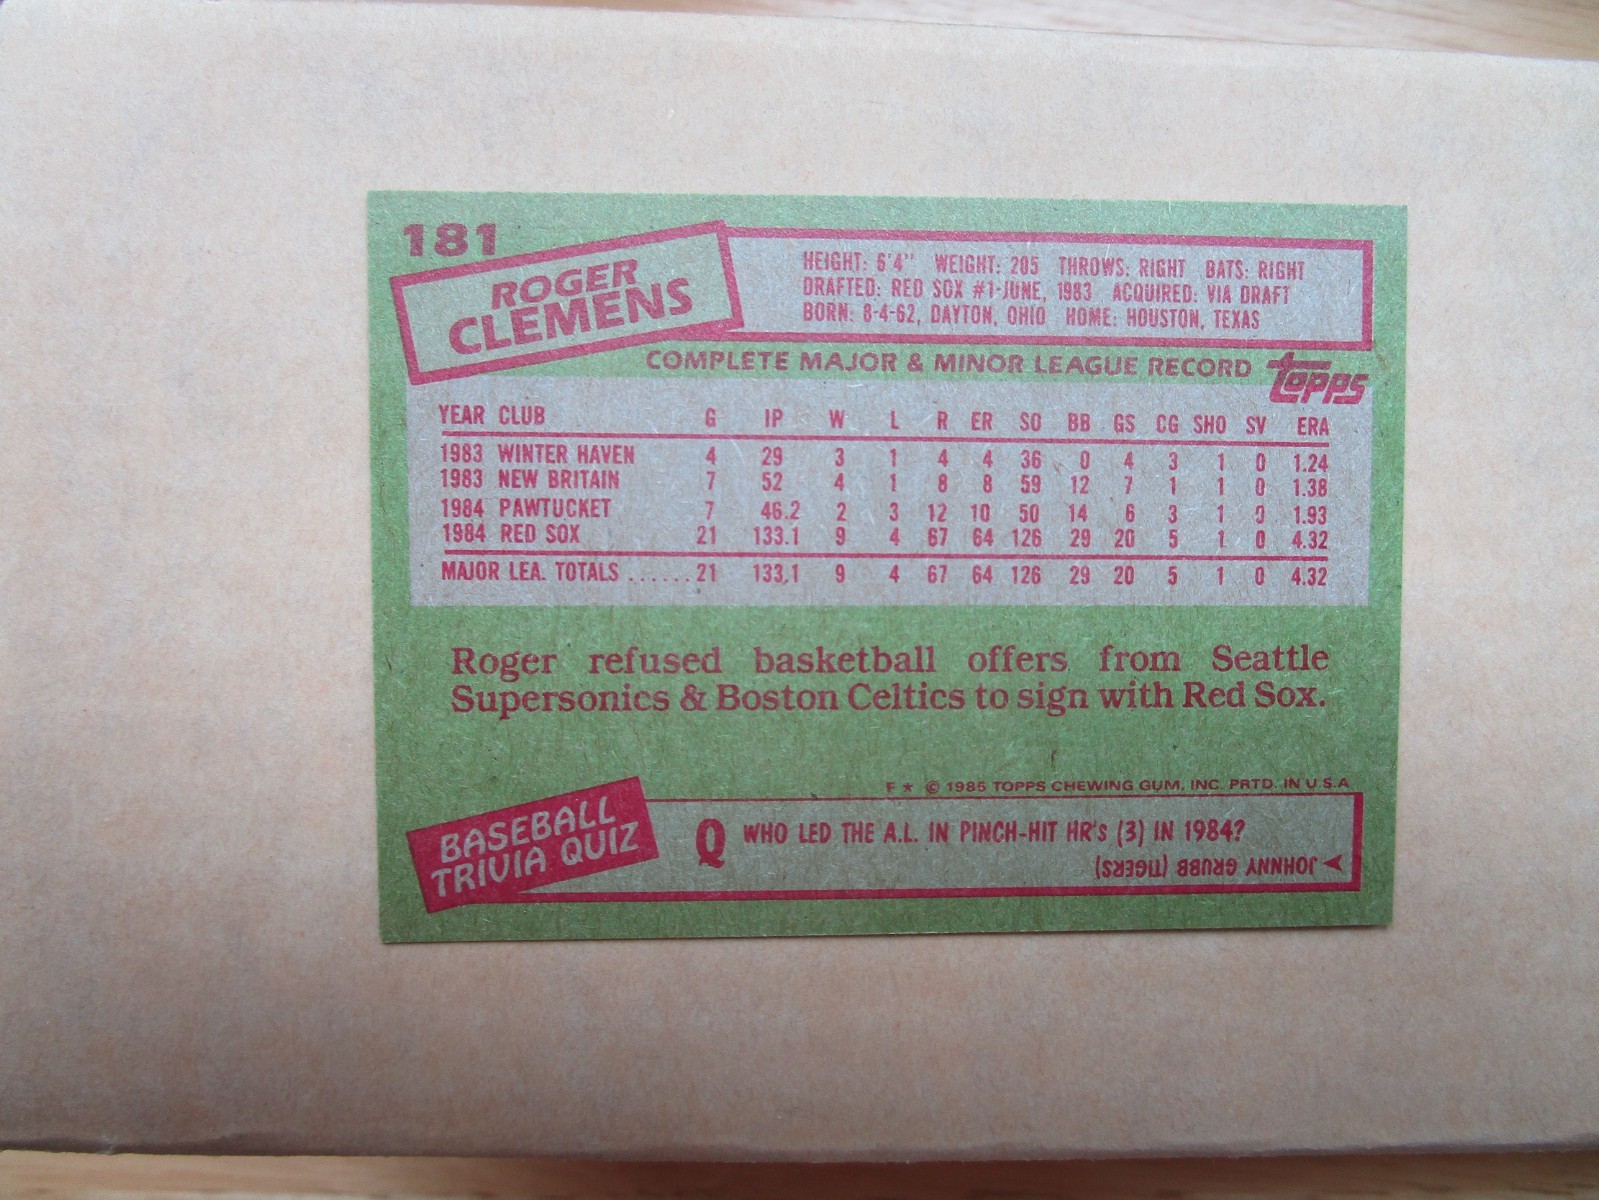 181
ROGER
CLEMENS
HEIGHT: 6'4" WEIGHT: 205 THROWS: RIGHT BATS: RIGHT
DRAFTED: RED SOX #1-JUNE, 1983 ACQUIRED: VIA DRAFT
BORN: 8-4-62, DAYTON, OHIO HOME: HOUSTON, TEXAS
COMPLETE MAJOR & MINOR LEAGUE RECORD topps
YEAR CLUB G IP W L R ER SO BB GS CG SHO SV ERA
1983 WINTER HAVEN 4 29 3 1 4 4 36 0 4 3 1 0 1.24
1983 NEW BRITAIN 7 52 4 1 8 8 59 12 7 1 1 0 1.38
1984 PAWTUCKET 7 46.2 2 3 12 10 50 14 6 3 1 0 1.93
1984 RED SOX 21 133.1 9 4 67 64 126 29 20 5 1 0 4.32
MAJOR LEA. TOTALS ......21 133.1 9 4 67 64 126 29 20 5 1 0 4.32
Roger refused basketball offers from Seattle
Supersonics & Boston Celtics to sign with Red Sox.
F ★ © 1985 TOPPS CHEWING GUM, INC. PRTD. IN U.S.A
BASEBALL
TRIVIA QUIZ
Q WHO LED THE A.L. IN PINCH-HIT HR's (3) IN 1984?
JOHNNY GRUBB (TIGERS)